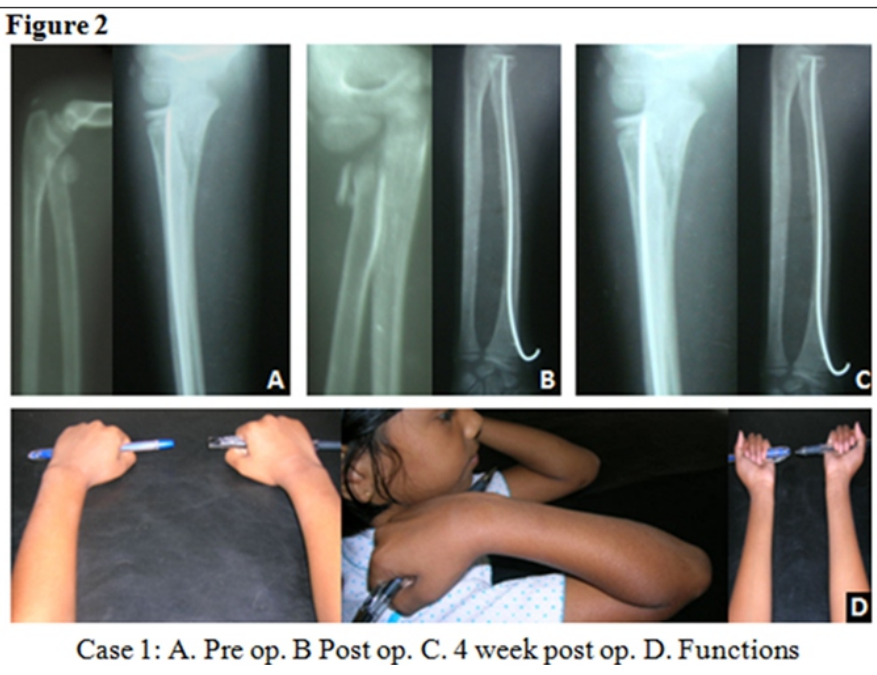 Figure 2
A
B
C
D
Case 1: A. Pre op. B Post op. C. 4 week post op. D. Functions